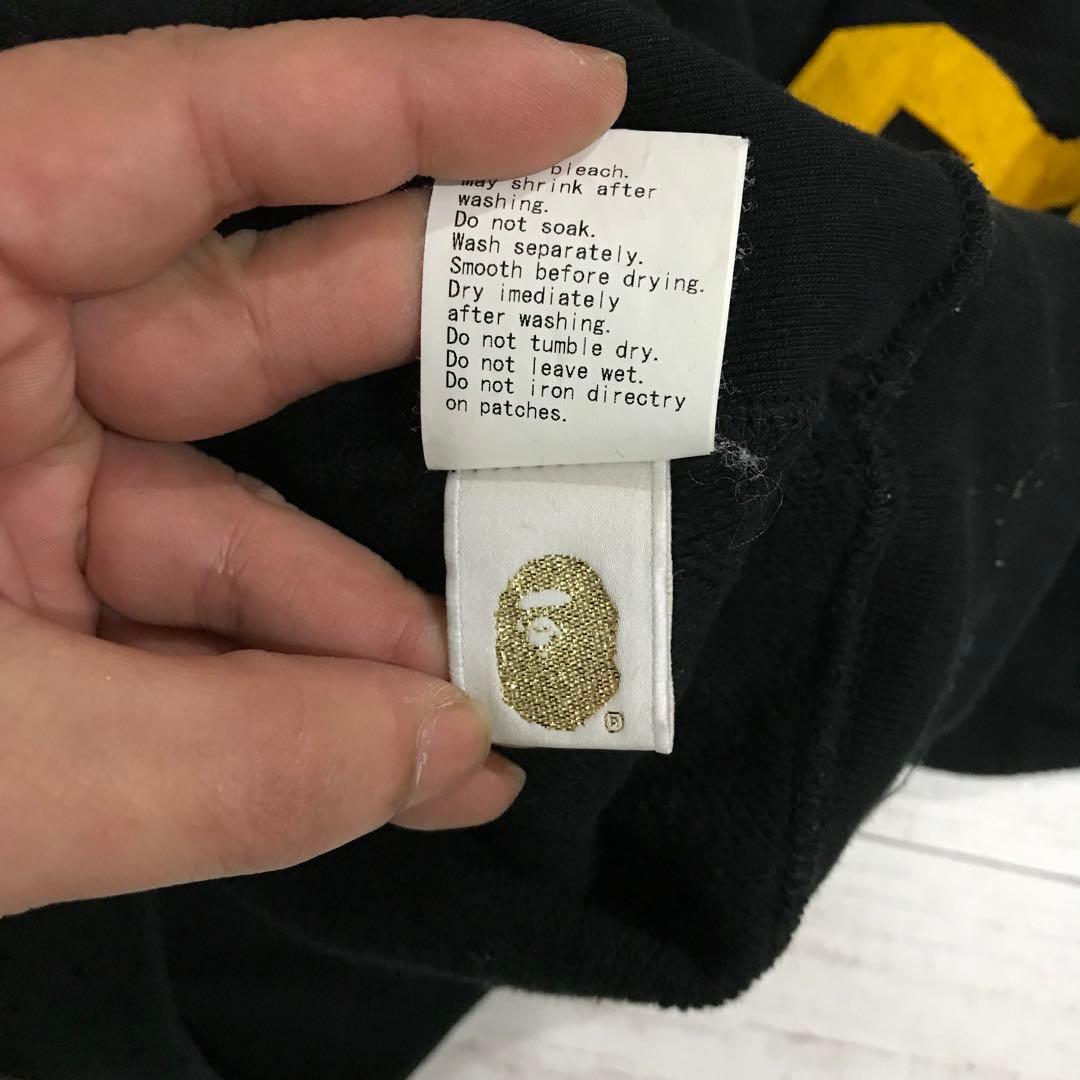 bleach.
May shrink after
washing.
Do not soak.
Wash separately.
Smooth before drying.
Dry imediately
after washing.
Do not tumble dry.
Do not leave wet.
Do not iron directry
on patches.
®